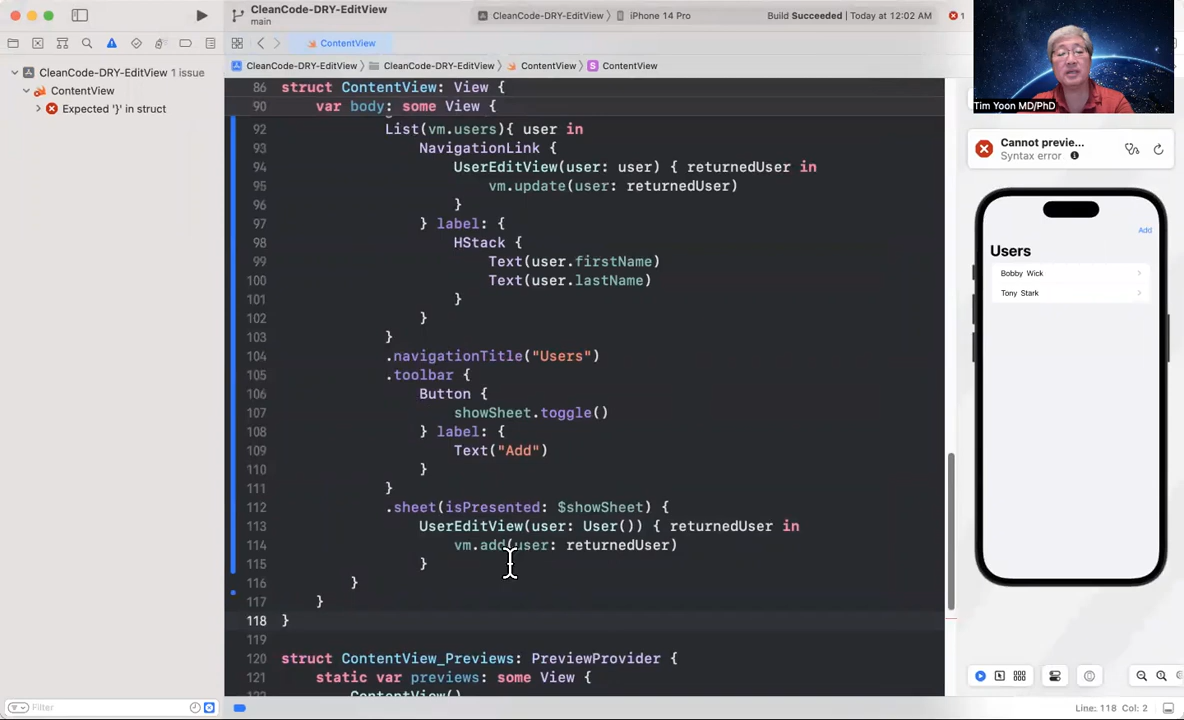 CleanCode-DRY-EditView
main
CleanCode-DRY-EditView
iPhone 14 Pro
Build Succeeded | Today at 12:02 AM
1
Tim Yoon MD/PhD
ContentView
CleanCode-DRY-EditView
CleanCode-DRY-EditView
ContentView
ContentView
CleanCode-DRY-EditView 1 issue
ContentView
Expected '}' in struct
86 struct ContentView: View {
90 var body: some View {
92 List(vm.users){ user in
93 NavigationLink {
94 UserEditView(user: user) { returnedUser in
95 vm.update(user: returnedUser)
96 }
97 } label: {
98 HStack {
99 Text(user.firstName)
100 Text(user.lastName)
101 }
102 }
103 }
104 .navigationTitle("Users")
105 .toolbar {
106 Button {
107 showSheet.toggle()
108 } label: {
109 Text("Add")
110 }
111 }
112 .sheet(isPresented: $showSheet) {
113 UserEditView(user: User()) { returnedUser in
114 vm.add(user: returnedUser)
115 }
116 }
117 }
118 }
119
120 struct ContentView_Previews: PreviewProvider {
121 static var previews: some View {
ContentView()
Cannot previe...
Syntax error
Add
Users
Bobby Wick
Tony Stark
Filter
Line: 118 Col: 2